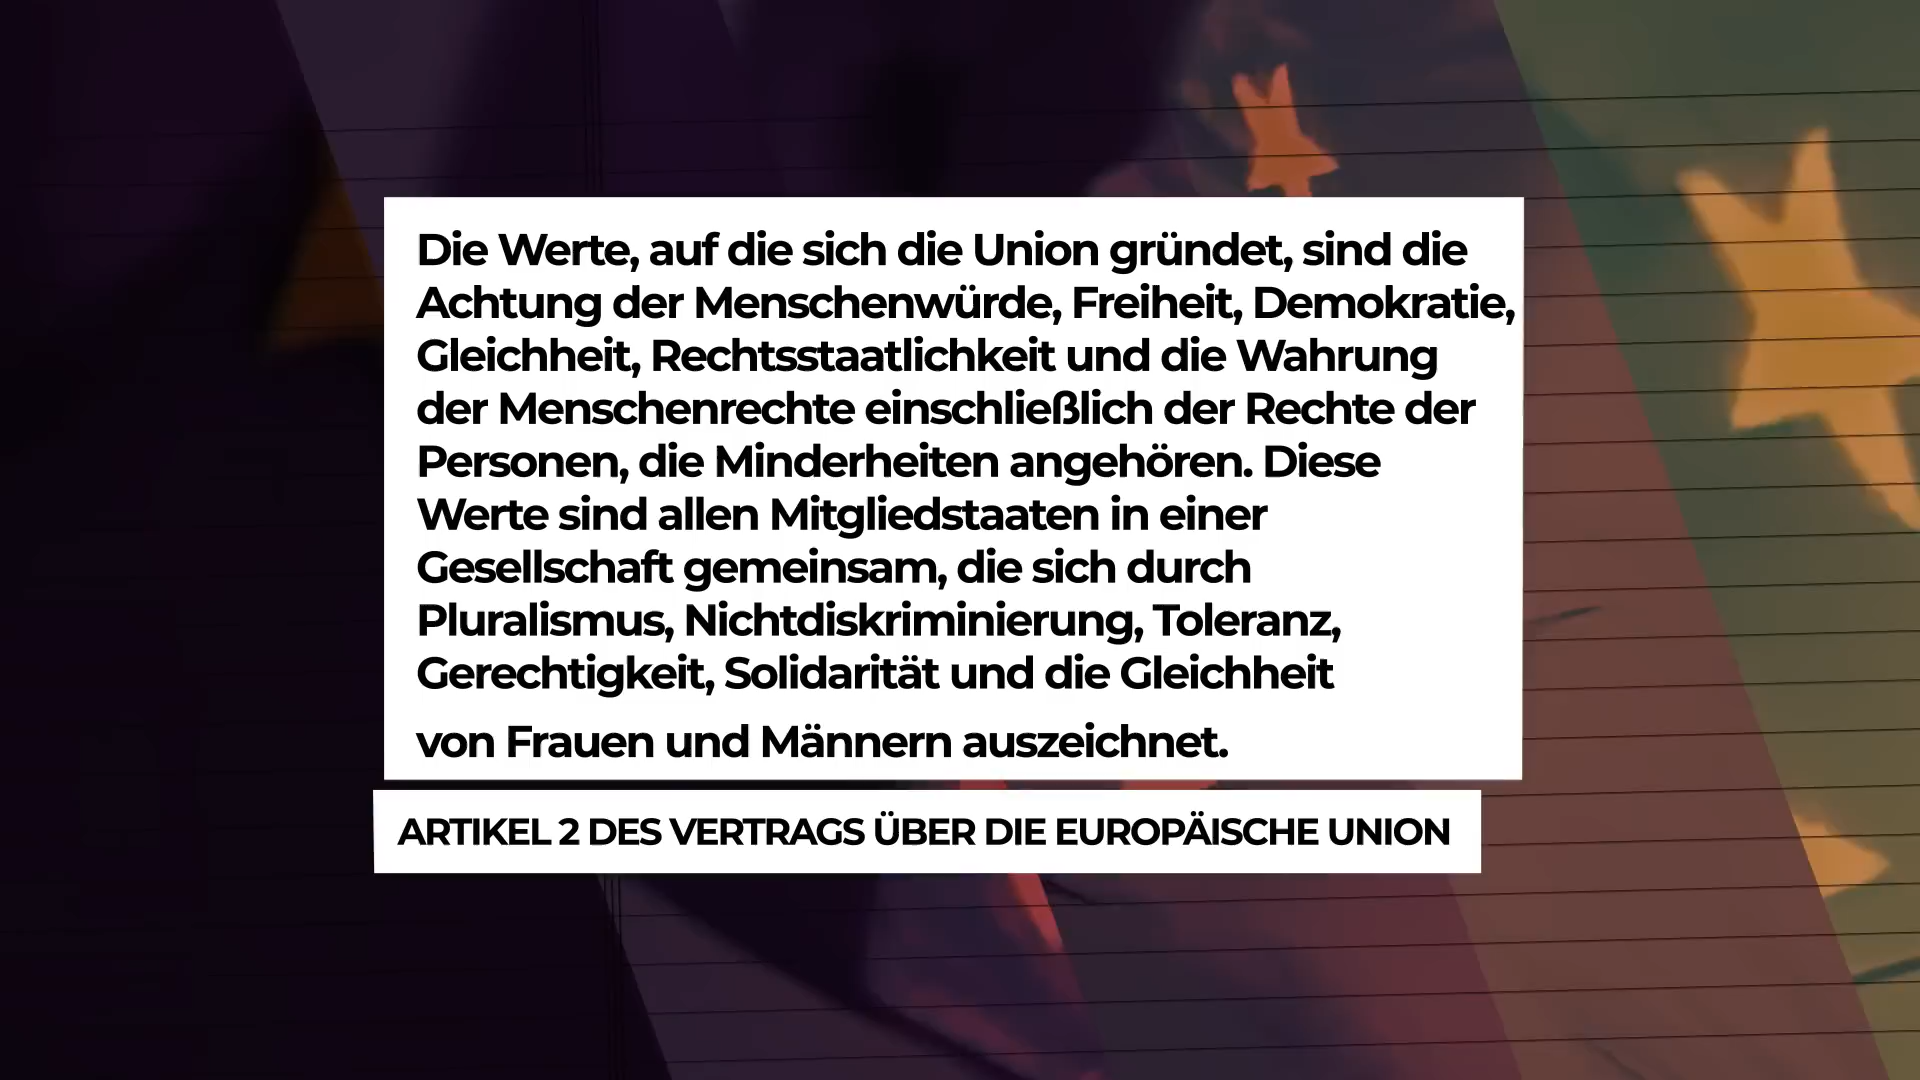 Die Werte, auf die sich die Union gründet, sind die
Achtung der Menschenwürde, Freiheit, Demokratie,
Gleichheit, Rechtsstaatlichkeit und die Wahrung
der Menschenrechte einschließlich der Rechte der
Personen, die Minderheiten angehören. Diese
Werte sind allen Mitgliedstaaten in einer
Gesellschaft gemeinsam, die sich durch
Pluralismus, Nichtdiskriminierung, Toleranz,
Gerechtigkeit, Solidarität und die Gleichheit
von Frauen und Männern auszeichnet.
ARTIKEL 2 DES VERTRAGS ÜBER DIE EUROPÄISCHE UNION